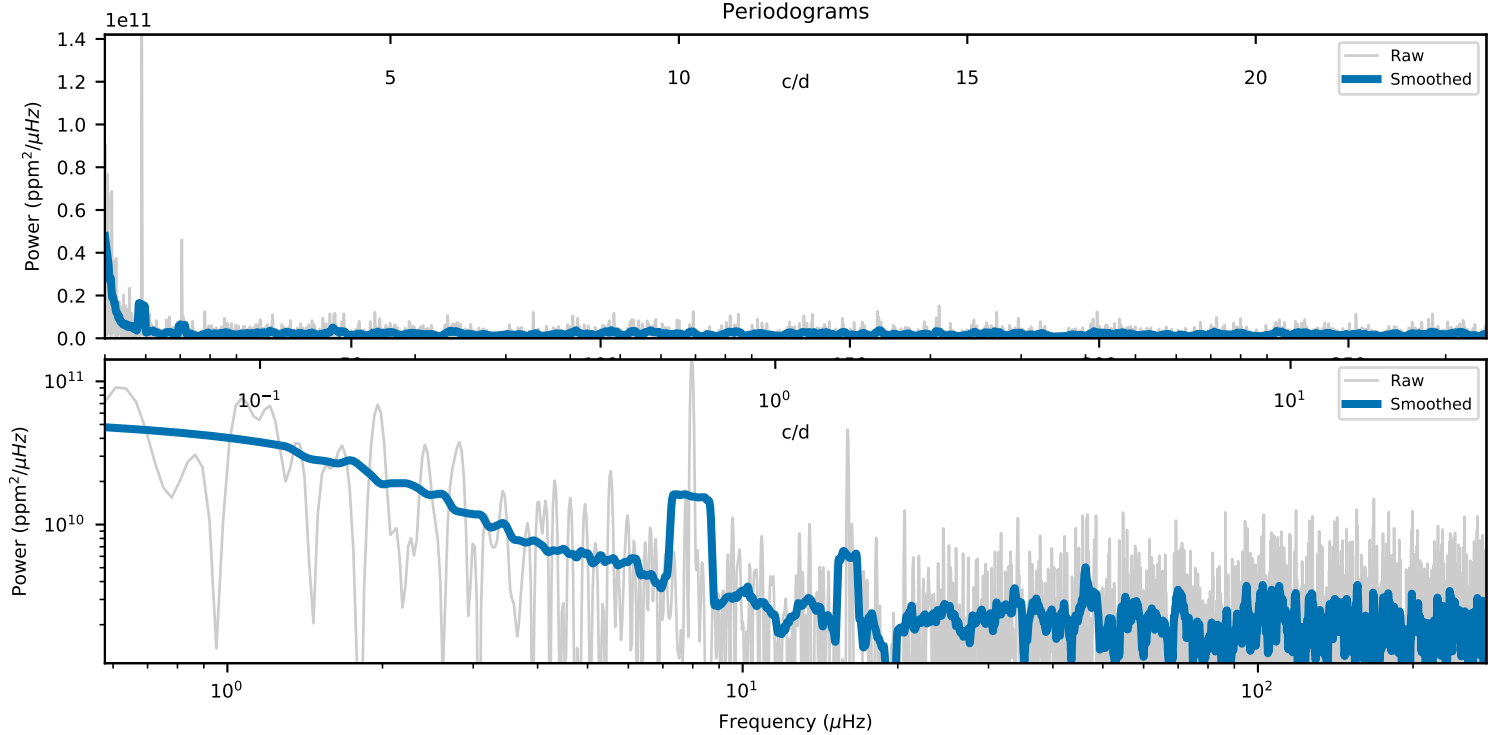 Periodograms
1e11
1.4
1.2
1.0
0.8
0.6
0.4
0.2
0.0
Power (ppm²/μHz)
5
10
15
20
c/d
Raw
Smoothed
10¹¹
10¹⁰
Power (ppm²/μHz)
10⁻¹
10⁰
10¹
c/d
Raw
Smoothed
10⁰
10¹
10²
Frequency (μHz)